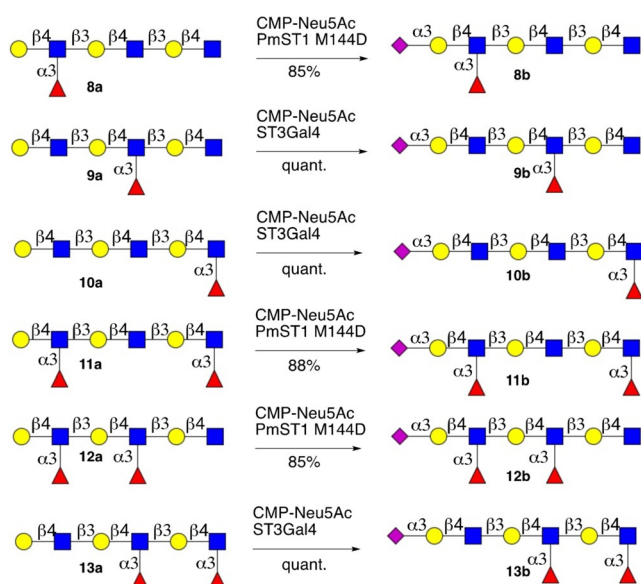 β4 β3 β4 β3 β4
α3
8a
CMP-Neu5Ac
PmST1 M144D
85%
α3 β4 β3 β4 β3 β4
α3
8b
β4 β3 β4 β3 β4
α3
9a
CMP-Neu5Ac
ST3Gal4
quant.
α3 β4 β3 β4 β3 β4
α3
9b
β4 β3 β4 β3 β4
α3
10a
CMP-Neu5Ac
ST3Gal4
quant.
α3 β4 β3 β4 β3 β4
α3
10b
β4 β3 β4 β3 β4
α3 α3
11a
CMP-Neu5Ac
PmST1 M144D
88%
α3 β4 β3 β4 β3 β4
α3 α3
11b
β4 β3 β4 β3 β4
α3 α3
12a
CMP-Neu5Ac
PmST1 M144D
85%
α3 β4 β3 β4 β3 β4
α3 α3
12b
β4 β3 β4 β3 β4
α3 α3
13a
CMP-Neu5Ac
ST3Gal4
quant.
α3 β4 β3 β4 β3 β4
α3 α3
13b